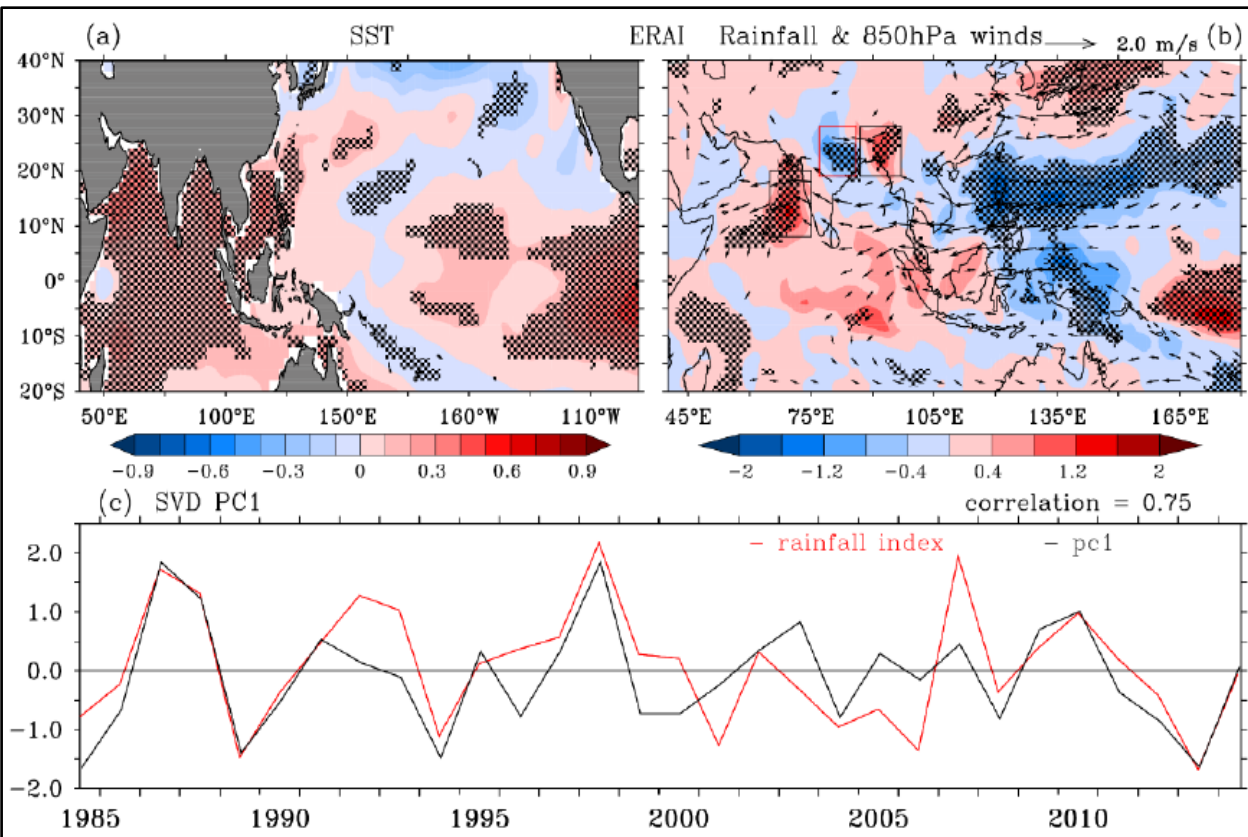 (a) SST ERAI Rainfall & 850hPa winds 2.0 m/s (b)
40°N
30°N
20°N
10°N
0°
10°S
20°S
50°E 100°E 150°E 160°W 110°W 45°E 75°E 105°E 135°E 165°E
−0.9 −0.6 −0.3 0 0.3 0.6 0.9 −2 −1.2 −0.4 0.4 1.2 2
(c) SVD PC1 correlation = 0.75
− rainfall index − pc1
2.0
1.0
0.0
−1.0
−2.0
1985 1990 1995 2000 2005 2010